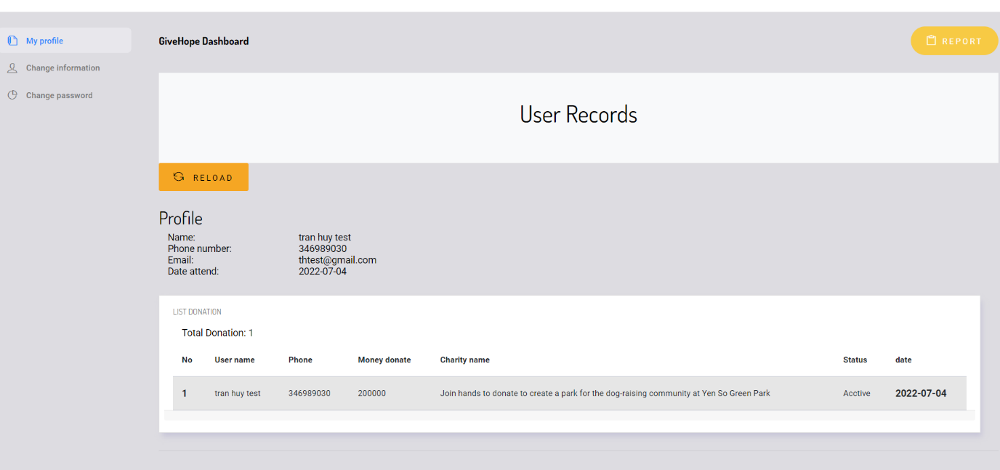 My profile
GiveHope Dashboard
REPORT
Change information
Change password
User Records
RELOAD
Profile
Name: tran huy test
Phone number: 346989030
Email: thtest@gmail.com
Date attend: 2022-07-04
LIST DONATION
Total Donation: 1
No User name Phone Money donate Charity name Status date
1 tran huy test 346989030 200000 Join hands to donate to create a park for the dog-raising community at Yen So Green Park Acctive 2022-07-04